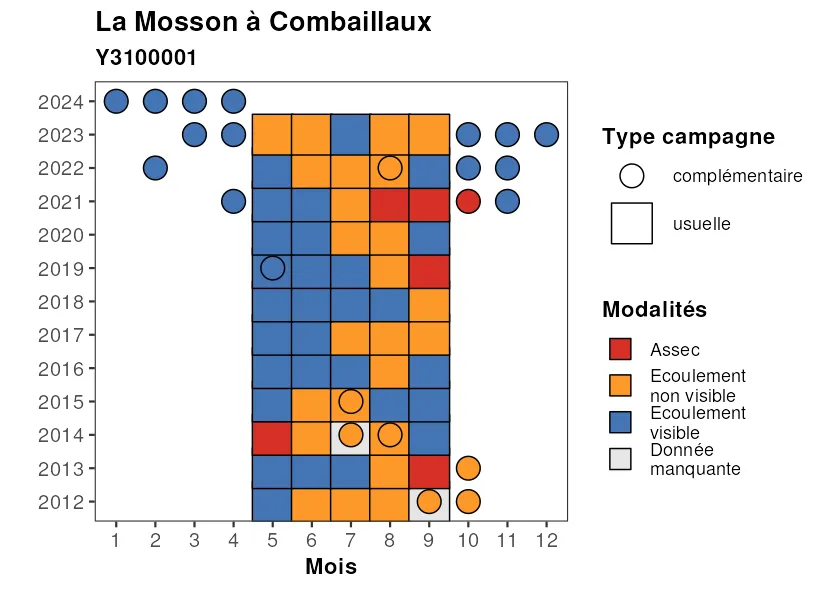 La Mosson à Combaillaux
Y3100001
2024
2023
2022
2021
2020
2019
2018
2017
2016
2015
2014
2013
2012
1 2 3 4 5 6 7 8 9 10 11 12
Mois
Type campagne
complémentaire
usuelle
Modalités
Assec
Ecoulement
non visible
Ecoulement
visible
Donnée
manquante